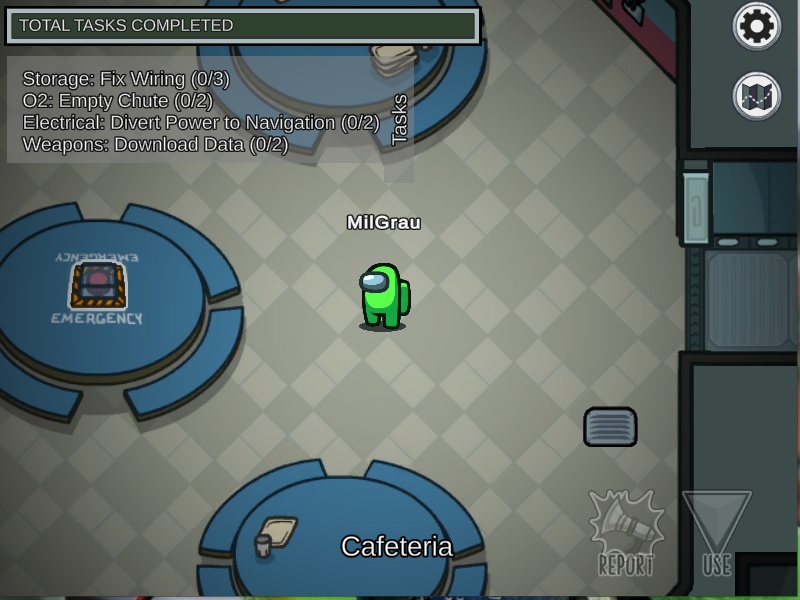 TOTAL TASKS COMPLETED
Storage: Fix Wiring (0/3)
O2: Empty Chute (0/2)
Electrical: Divert Power to Navigation (0/2)
Weapons: Download Data (0/2)
Tasks
MilGrau
EMERGENCY
EMERGENCY
Cafeteria
REPORT
USE